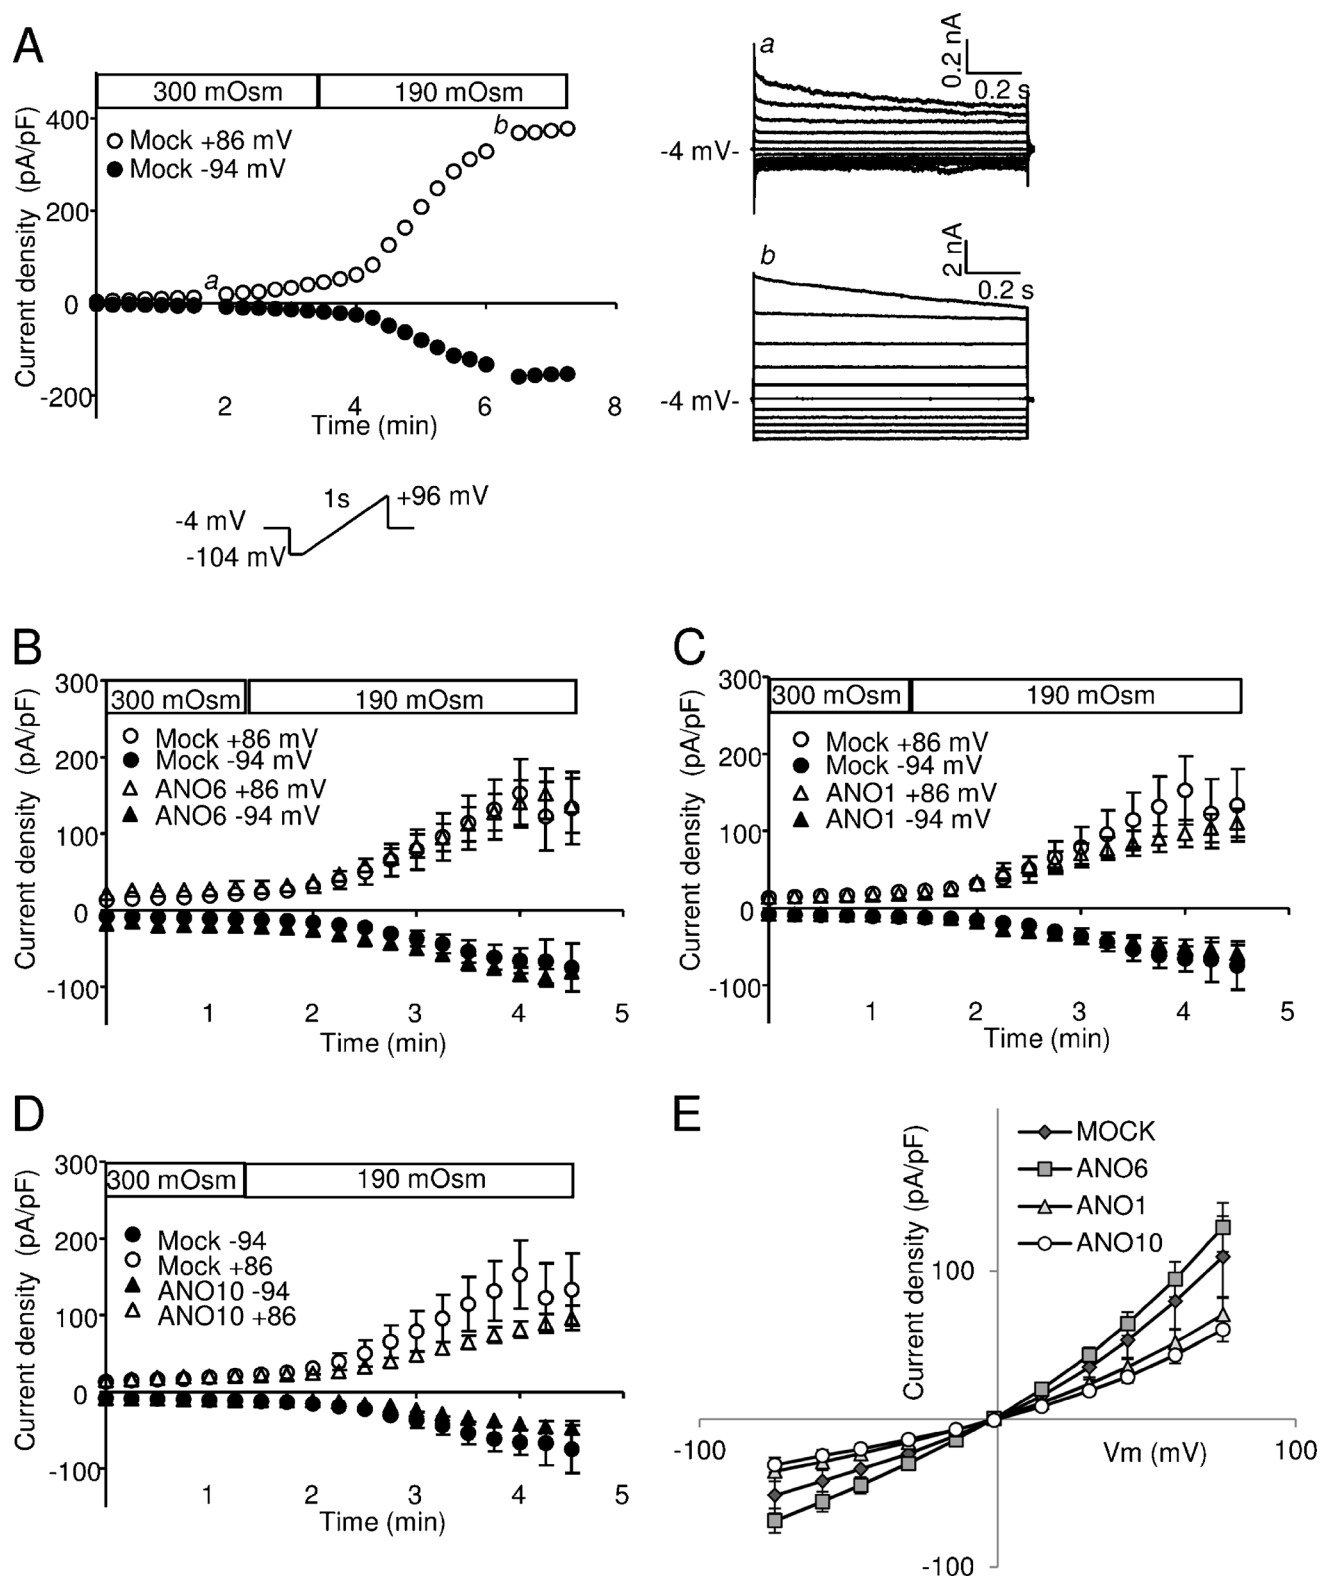 A
300 mOsm
190 mOsm
Current density (pA/pF)
400
200
0
-200
Mock +86 mV
Mock -94 mV
a
b
2
4
6
8
Time (min)
a
0.2 nA
0.2 s
-4 mV-
b
2 nA
0.2 s
-4 mV-
1s
+96 mV
-4 mV
-104 mV
B
300 mOsm
190 mOsm
Current density (pA/pF)
300
200
100
0
-100
Mock +86 mV
Mock -94 mV
ANO6 +86 mV
ANO6 -94 mV
1
2
3
4
5
Time (min)
C
300 mOsm
190 mOsm
Current density (pA/pF)
300
200
100
0
-100
Mock +86 mV
Mock -94 mV
ANO1 +86 mV
ANO1 -94 mV
1
2
3
4
5
Time (min)
D
300 mOsm
190 mOsm
Current density (pA/pF)
300
200
100
0
-100
Mock -94
Mock +86
ANO10 -94
ANO10 +86
1
2
3
4
5
Time (min)
E
Current density (pA/pF)
MOCK
ANO6
ANO1
ANO10
100
-100
Vm (mV)
100
-100